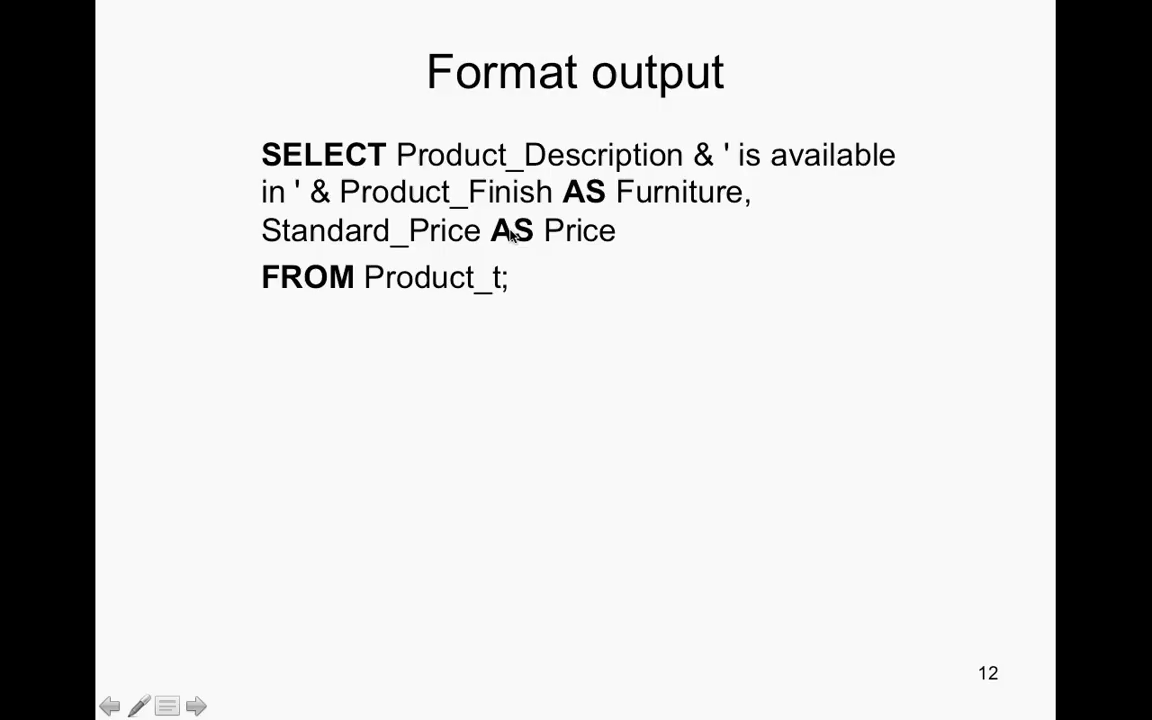 Format output
SELECT Product_Description & ' is available
in ' & Product_Finish AS Furniture,
Standard_Price AS Price
FROM Product_t;
12